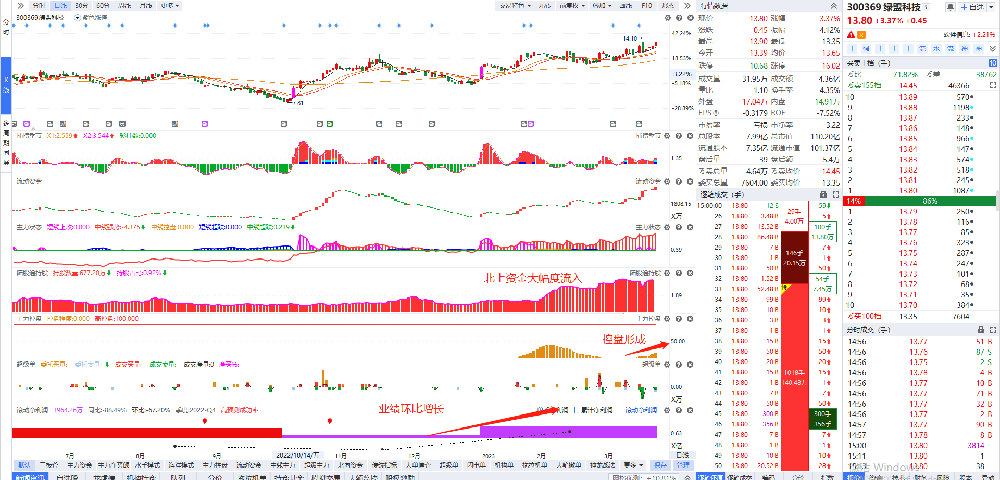 分时 日线 30分 60分 周线 月线 更多 交易特色 九转 前复权 叠加 画线 F10 形态
300369 绿盟科技 紫色涨停
分时
K线
多周期同屏
42.24%
18.53%
3.22%
-5.18%
-28.89%
14.10
7.81
捕捞季节 X1:2.559 X2:3.544 彩柱数:0.000 捕捞季节
1.35
流动资金 流动资金
1808.15
X万
主力状态 短线上攻:0.000 中线强势:-4.375 中线控盘:0.000 短线超跌:0.000 中线超跌:0.239 主力状态
0.39
陆股通持股 持股数量:677.20万 持股占比:0.92% 陆股通持股
北上资金大幅度流入
1.89
主力控盘 控盘程度:0.000 高控盘:100.000 主力控盘
控盘形成
50.00
超级单 委托买量:- 委托卖量:- 成交买量:- 成交卖量:- 成交净量:0 净买%:- 超级单
0.00
X万
滚动净利润 3964.26万 同比:-88.49% 环比:-67.20% 季度:2022-Q4 高预测成功率
业绩环比增长
利润 | 累计净利润 | 滚动净利润
0.63
X亿
7月 8月 9月 2022/10/14/五 11月 12月 2023 2月 3月 日线
默认 三板斧 主力资金 主力净买额 水手模式 海洋模式 主力控盘 流动资金 中线主力 超级主力 北向资金 传统指标 大单博弈 超级单 闪电单 机构单 拖拉机单 大笔撤单 神龙战法 更多 保存 管理
新闻资讯 自选股 龙虎榜 机构持仓 队列 分价 拖拉机单 持仓基金 模拟交易 大额监控 股权激励 网格优测: +10.81%
行情数据
现价 13.80 涨幅 3.37%
涨跌 0.45 振幅 4.12%
最高 13.90 最低 13.35
今开 13.39 均价 13.65
跌停 10.68 涨停 16.02
成交量 31.95万 成交额 4.36亿
量比 1.10 换手率 4.35%
外盘 17.04万 内盘 14.91万
EPS③ -0.3179 ROE -7.52%
市盈率 亏损 市净率 3.22
总股本 7.99亿 总市值 110.20亿
流通股本 7.35亿 流通市值 101.37亿
盘后量 39 盘后额 5.4万
委卖总量 4.64万 委卖均价 14.45
委买总量 7604.00 委买均价 13.35
逐笔成交（手）
15:00:00 13.80 12 S
26 13.80 3.48 B
27 13.80 13.52 B
28 13.80 86.48 B
29 13.80 7 B
30 13.80 1 B
31 13.80 50 B
32 13.80 1.52 B
33 13.80 52.48 B
34 13.80 99 B
35 13.80 10 B
36 13.80 3 B
37 13.80 1 B
38 13.80 15 B
39 13.80 50 B
40 13.80 20 B
41 13.80 15 B
42 13.80 1 B
43 13.80 7 B
44 13.80 50 B
45 13.80 300 B
46 13.80 356 B
47 13.80 7 B
48 13.80 1 B
49 13.80 10 B
50 13.80 20.52 B
29手
4.00万
146手
20.15万
特
1018手
140.48万
59
5
100手
13.80万
7
1
50
54手
7.45万
99
10
3
1
15
50
20
15
1
7
50
300手
356手
7
1
10
28
逐笔还原 逐笔成交 筹码 分价 指数
300369 绿盟科技 自选
13.80 +3.37% +0.45
R 软件信息: +2.21%
主 强 主 主 主 流 水 流 神 神
买卖十档（手） 10
委比 -71.82% 委差 -38762
委卖155档 14.45 46366
10 13.89 570
9 13.88 1198
8 13.87 233
7 13.86 148
6 13.85 966
5 13.84 147
4 13.83 574
3 13.82 518
2 13.81 245
1 13.80 1087
14% 86%
1 13.79 250
2 13.78 116
3 13.77 85
4 13.76 323
5 13.75 287
6 13.74 247
7 13.73 101
8 13.72 68
9 13.71 35
10 13.70 384
委买100档 13.35 7604
分时成交（手）
14:56 13.77 51 B
14:56 13.76 87 S
14:56 13.75 2 S
14:56 13.78 4 B
14:56 13.77 10 B
14:56 13.77 71 B
14:56 13.77 32 B
14:56 13.77 2 B
14:57 13.77 90 B
14:57 13.78 8 B
15:00 13.80 3814
15:11 13.80 1
15:13 13.80 38
激活 Windows
报价 资金 技术 财务 风险 股本 异动